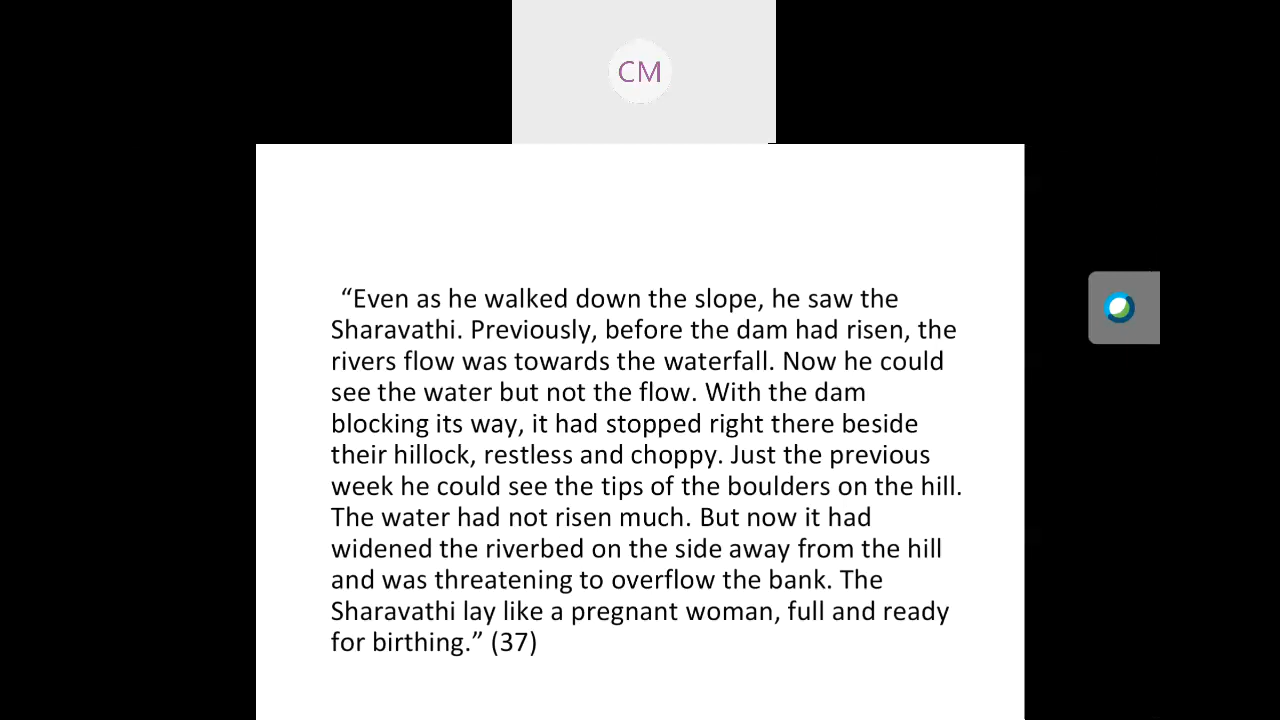 CM
“Even as he walked down the slope, he saw the
Sharavathi. Previously, before the dam had risen, the
rivers flow was towards the waterfall. Now he could
see the water but not the flow. With the dam
blocking its way, it had stopped right there beside
their hillock, restless and choppy. Just the previous
week he could see the tips of the boulders on the hill.
The water had not risen much. But now it had
widened the riverbed on the side away from the hill
and was threatening to overflow the bank. The
Sharavathi lay like a pregnant woman, full and ready
for birthing.” (37)